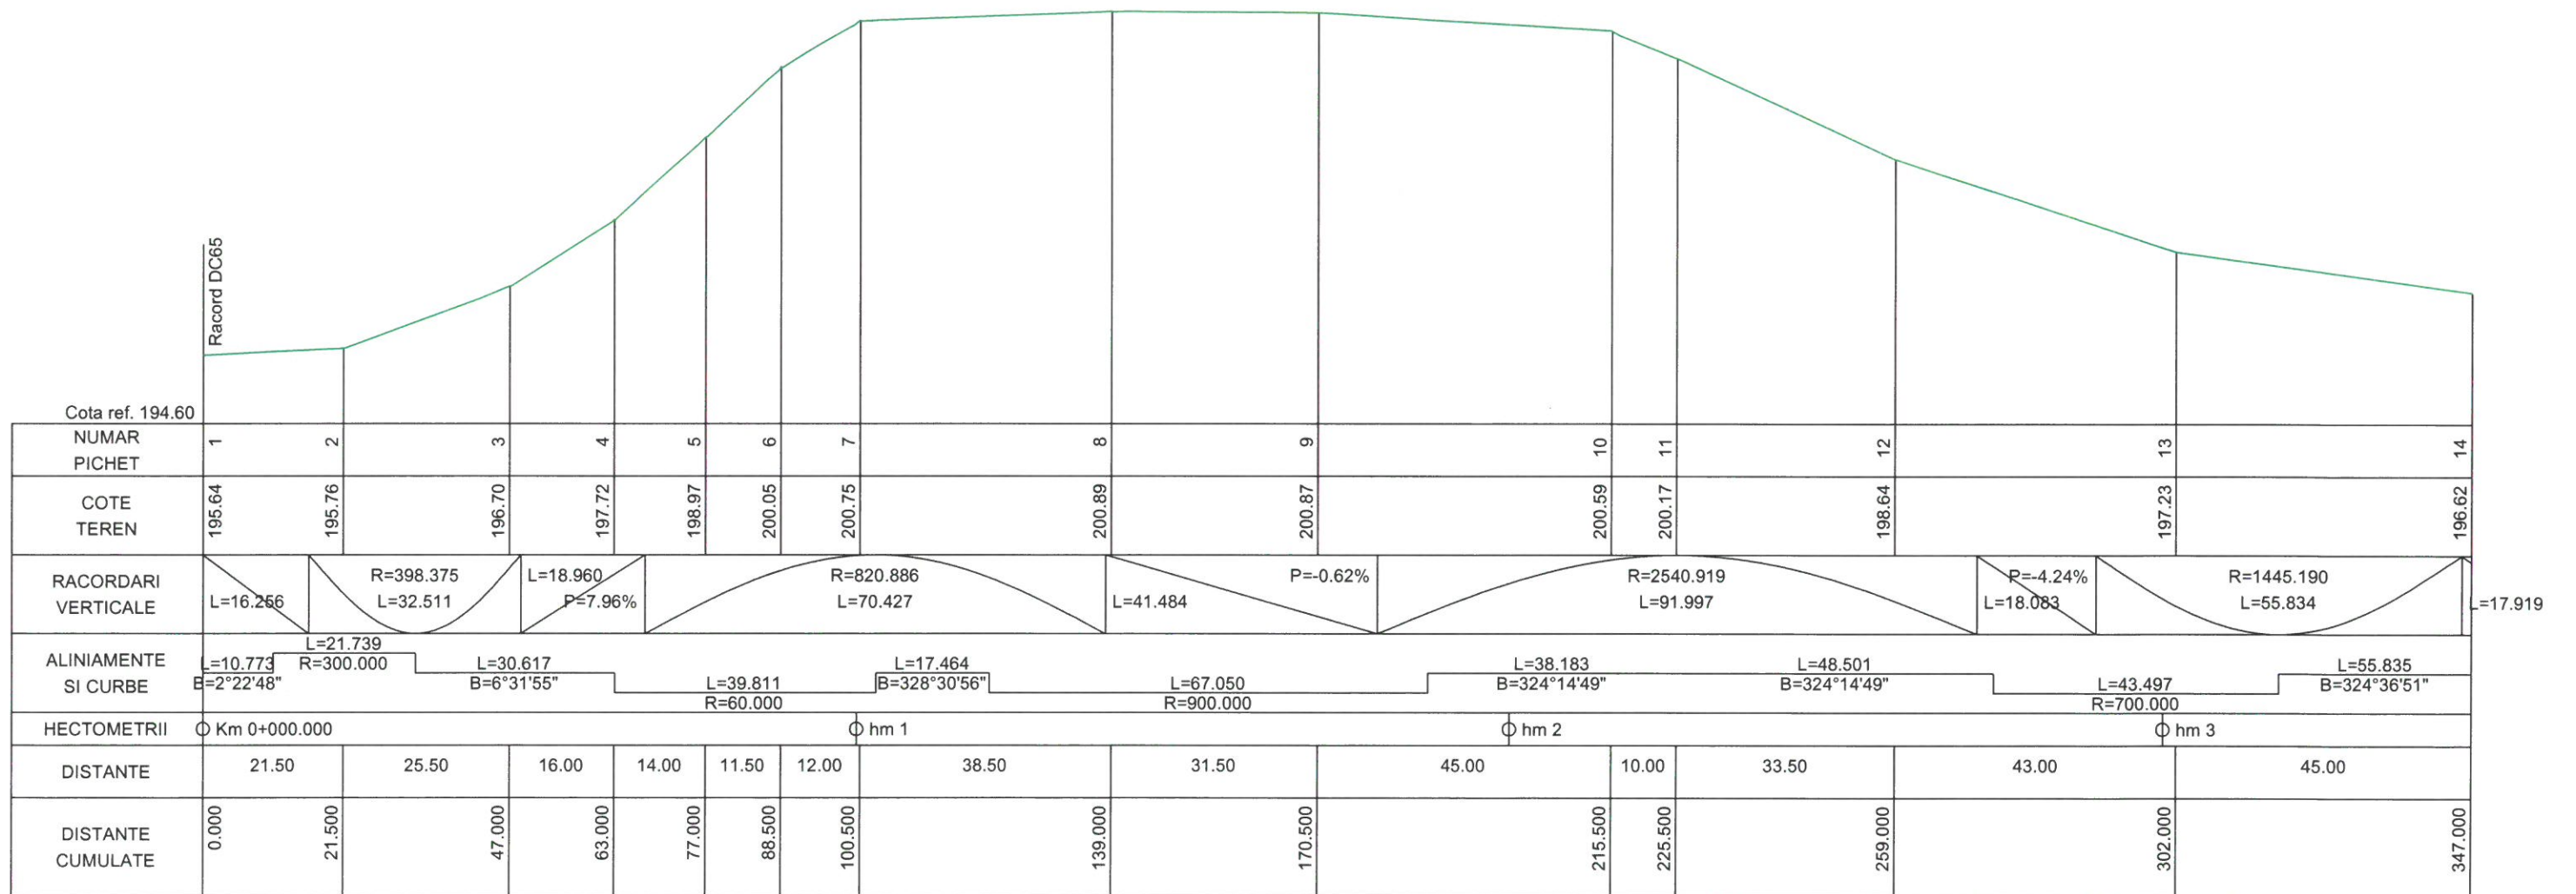 Racord DC65
Cota ref. 194.60
NUMAR PICHET
1 2 3 4 5 6 7 8 9 10 11 12 13 14
COTE TEREN
195.64 195.76 196.70 197.72 198.97 200.05 200.75 200.89 200.87 200.59 200.17 198.64 197.23 196.62
RACORDARI VERTICALE
R=398.375 L=18.960 R=820.886 P=-0.62% R=2540.919 P=-4.24% R=1445.190
L=16.266 L=32.511 P=7.96% L=70.427 L=41.484 L=91.997 L=18.083 L=55.834 L=17.919
ALINIAMENTE SI CURBE
L=21.739
L=10.773 R=300.000 L=30.617 L=17.464 L=38.183 L=48.501 L=55.835
B=2°22'48" B=6°31'55" L=39.811 B=328°30'56" L=67.050 B=324°14'49" B=324°14'49" L=43.497 B=324°36'51"
R=60.000 R=900.000 R=700.000
HECTOMETRII Km 0+000.000 hm 1 hm 2 hm 3
DISTANTE 21.50 25.50 16.00 14.00 11.50 12.00 38.50 31.50 45.00 10.00 33.50 43.00 45.00
DISTANTE CUMULATE
0.000 21.500 47.000 63.000 77.000 88.500 100.500 139.000 170.500 215.500 225.500 259.000 302.000 347.000